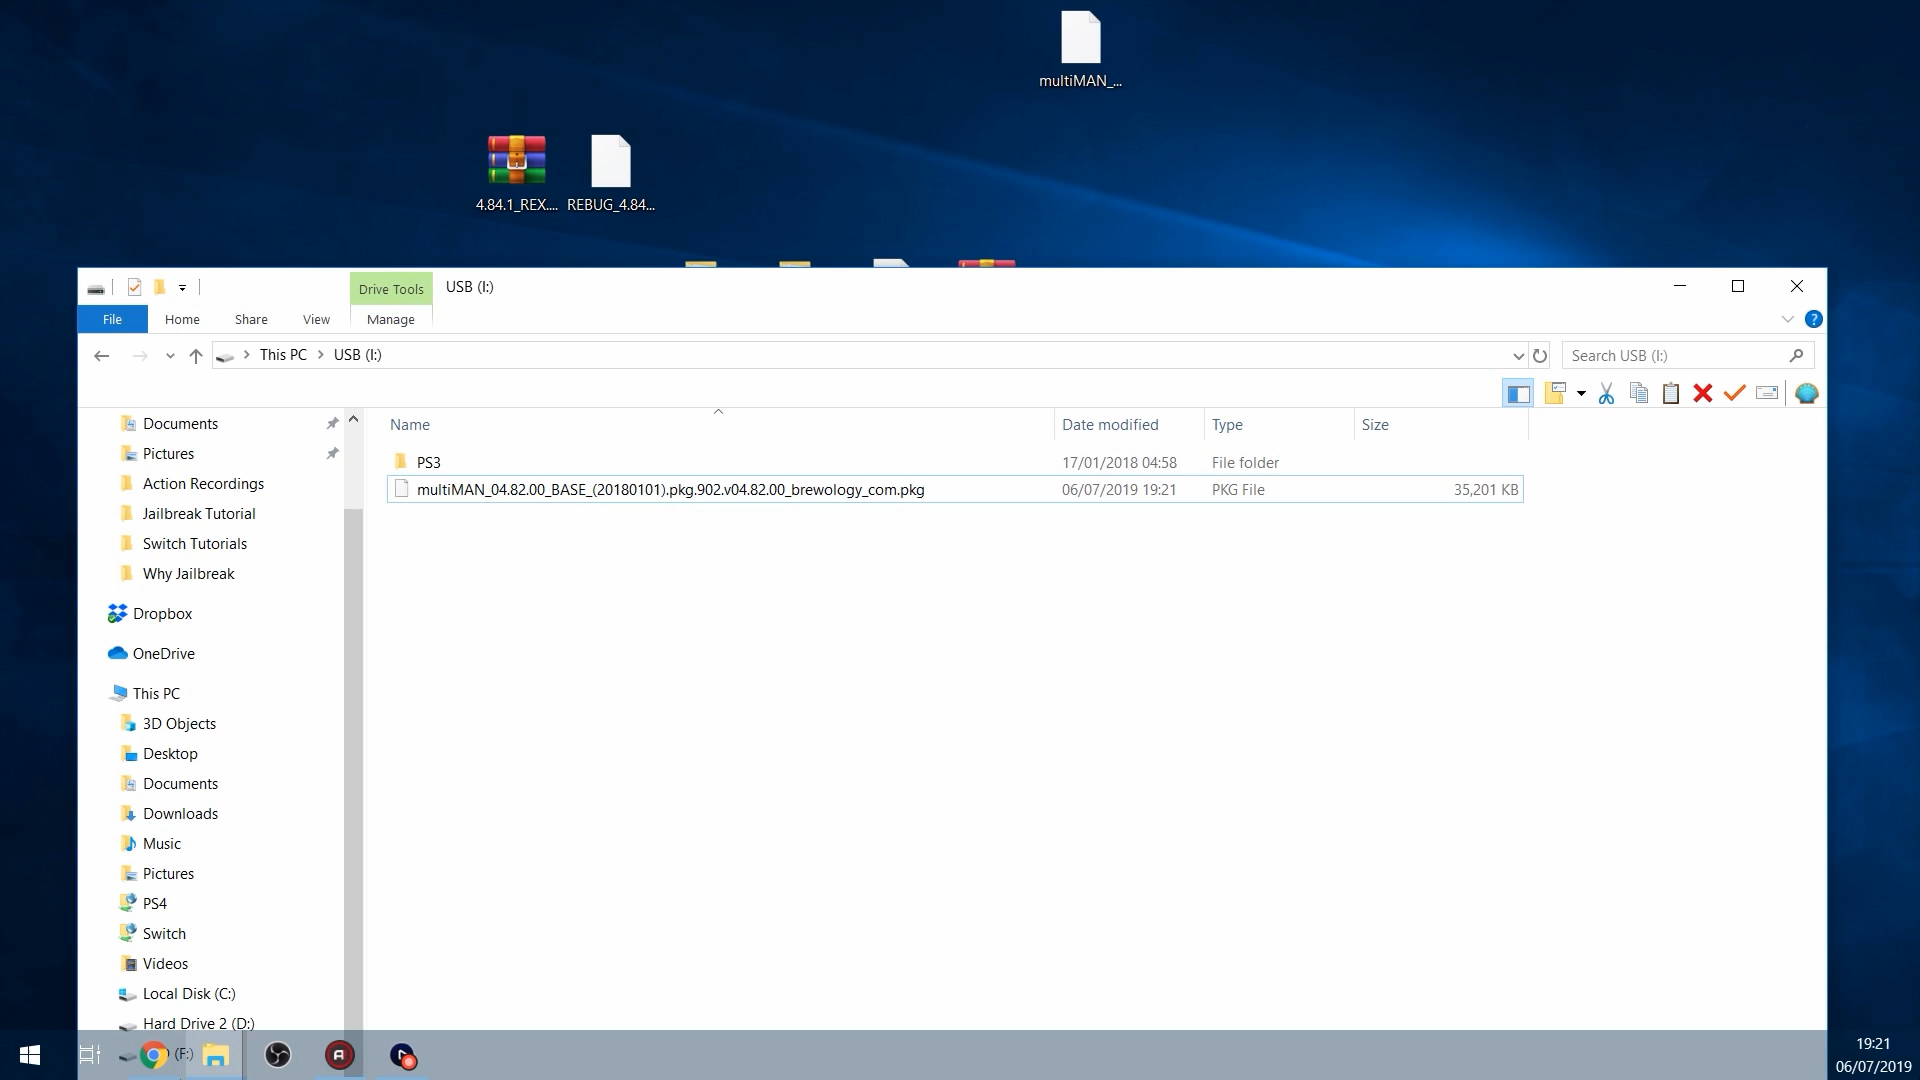 multiMAN_...
4.84.1_REX....
REBUG_4.84...
Drive Tools
USB (I:)
File
Home
Share
View
Manage
?
This PC
USB (I:)
Search USB (I:)
Name
Date modified
Type
Size
Documents
Pictures
Action Recordings
Jailbreak Tutorial
Switch Tutorials
Why Jailbreak
Dropbox
OneDrive
This PC
3D Objects
Desktop
Documents
Downloads
Music
Pictures
PS4
Switch
Videos
Local Disk (C:)
Hard Drive 2 (D:)
(F:)
PS3
17/01/2018 04:58
File folder
multiMAN_04.82.00_BASE_(20180101).pkg.902.v04.82.00_brewology_com.pkg
06/07/2019 19:21
PKG File
35,201 KB
19:21
06/07/2019